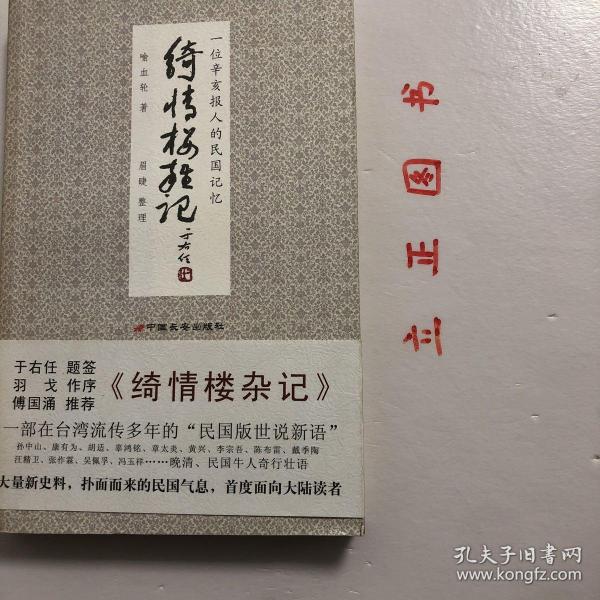 一位辛亥报人的民国记忆
绮情楼杂记
喻血轮 著
眉睫 整理
于右任
中国长安出版社
于右任 题签
羽戈 作序
傅国涌 推荐
《绮情楼杂记》
一部在台湾流传多年的“民国版世说新语”
孙中山、康有为、胡适、辜鸿铭、章太炎、黄兴、李宗吾、陈布雷、戴季陶
汪精卫、张作霖、吴佩孚、冯玉祥……晚清、民国牛人奇行壮语
大量新史料，扑面而来的民国气息，首度面向大陆读者
立正图书
孔夫子旧书网
www.kongfz.com